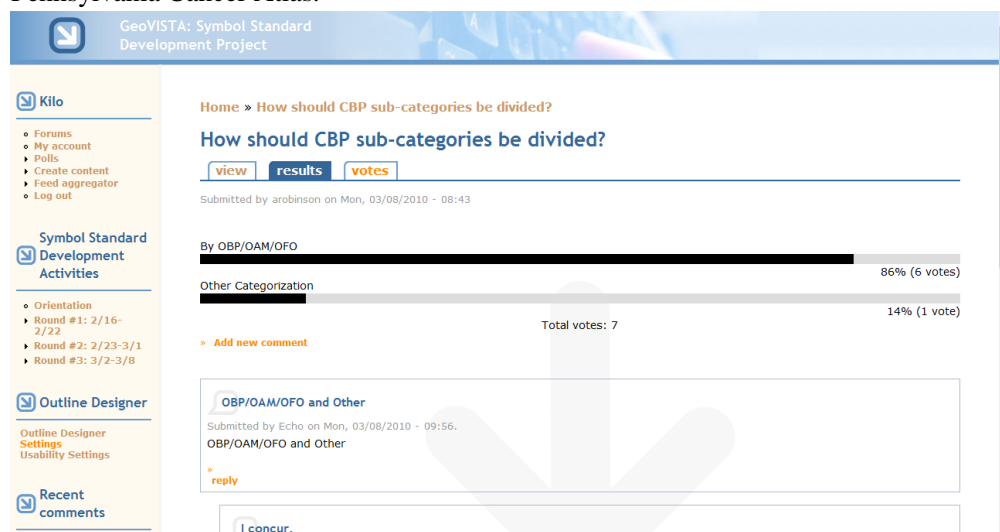 GeoVISTA: Symbol Standard
Development Project
Kilo
Forums
My account
Polls
Create content
Feed aggregator
Log out
Symbol Standard
Development
Activities
Orientation
Round #1: 2/16-
2/22
Round #2: 2/23-3/1
Round #3: 3/2-3/8
Outline Designer
Outline Designer
Settings
Usability Settings
Recent
comments
Home » How should CBP sub-categories be divided?
How should CBP sub-categories be divided?
view results votes
Submitted by arobinson on Mon, 03/08/2010 - 08:43
By OBP/OAM/OFO
86% (6 votes)
Other Categorization
14% (1 vote)
Total votes: 7
» Add new comment
OBP/OAM/OFO and Other
Submitted by Echo on Mon, 03/08/2010 - 09:56.
OBP/OAM/OFO and Other
»
reply
I concur.